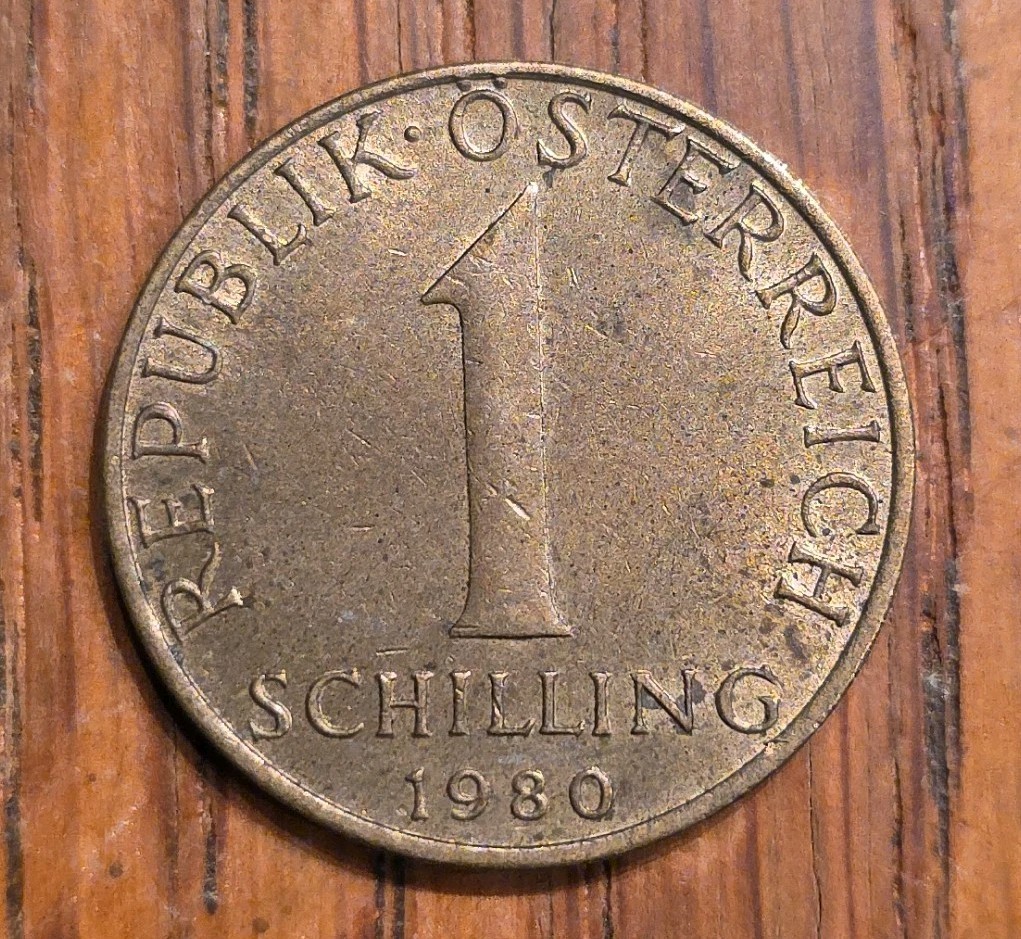 REPUBLIK·ÖSTERREICH
1
SCHILLING
1980